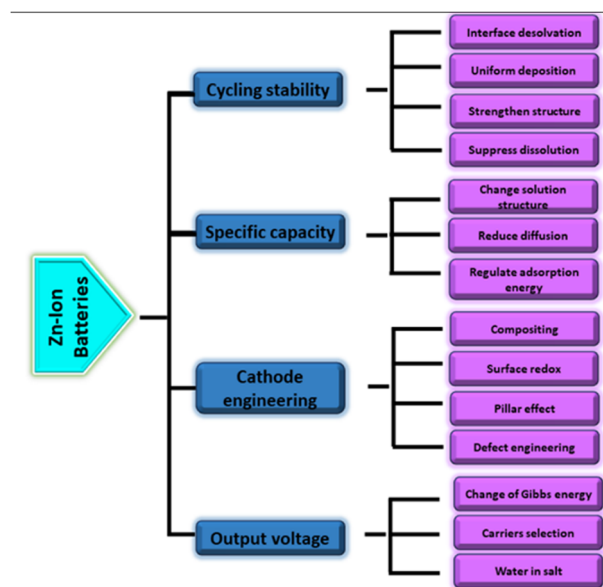 Zn-Ion
Batteries
Cycling stability
Interface desolvation
Uniform deposition
Strengthen structure
Suppress dissolution
Specific capacity
Change solution
structure
Reduce diffusion
Regulate adsorption
energy
Cathode
engineering
Compositing
Surface redox
Pillar effect
Defect engineering
Output voltage
Change of Gibbs energy
Carriers selection
Water in salt